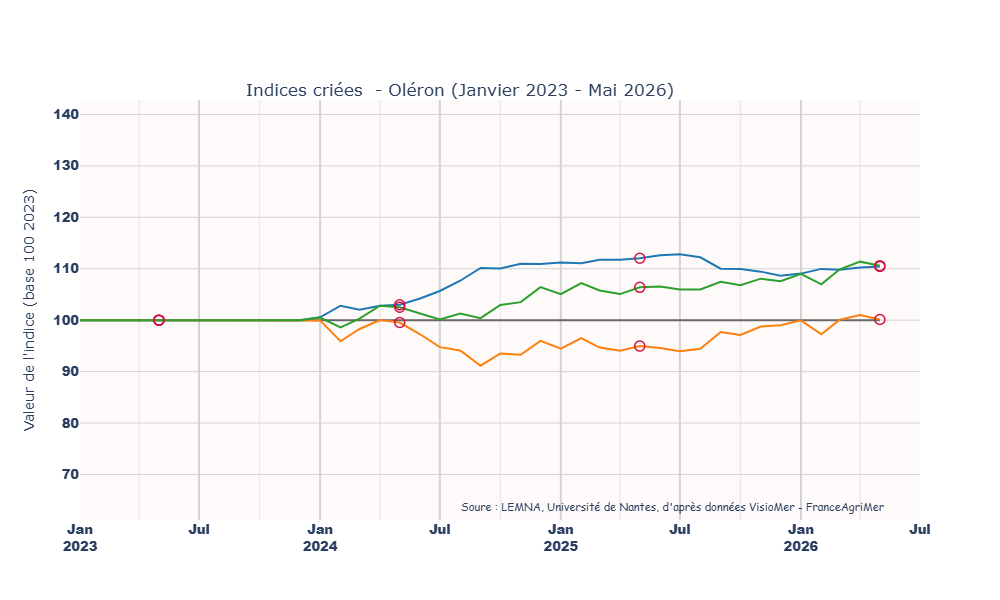 Indices criées  - Oléron (Janvier 2023 - Mai 2026)
Valeur de l'indice (base 100 2023)
140
130
120
110
100
90
80
70
Soure : LEMNA, Université de Nantes, d'après données VisioMer - FranceAgriMer
Jan Jul Jan Jul Jan Jul Jan Jul
2023 2024 2025 2026